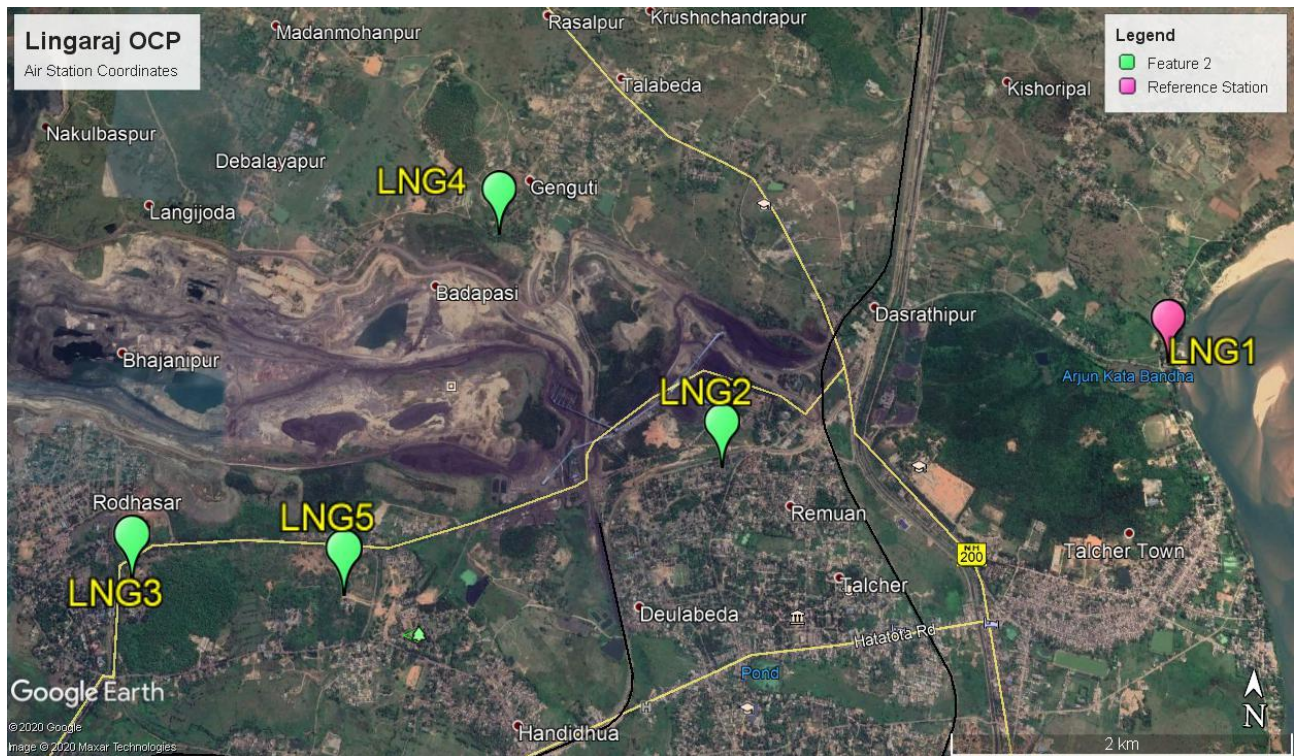 Lingaraj OCP
Air Station Coordinates
Legend
Feature 2
Reference Station
Madanmohanpur
Rasalpur
Krushnchandrapur
Talabeda
Kishoripal
Nakulbaspur
Debalayapur
LNG4
Genguti
Langijoda
Badapasi
Dasrathipur
Bhajanipur
LNG1
Arjun Kata Bandha
LNG2
Rodhasar
LNG5
Remuan
Talcher Town
NH
200
LNG3
Talcher
Deulabeda
Hatatota Rd
Pond
Google Earth
Handidhua
N
© 2020 Google
Image © 2020 Maxar Technologies
2 km